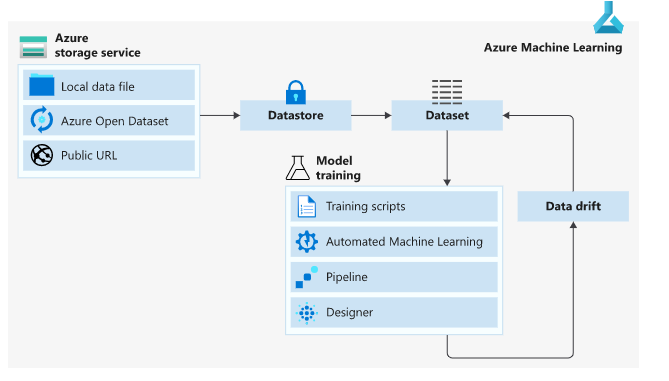 Azure
storage service
Azure Machine Learning
Local data file
Azure Open Dataset
Public URL
Datastore
Dataset
Model
training
Training scripts
Automated Machine Learning
Pipeline
Designer
Data drift